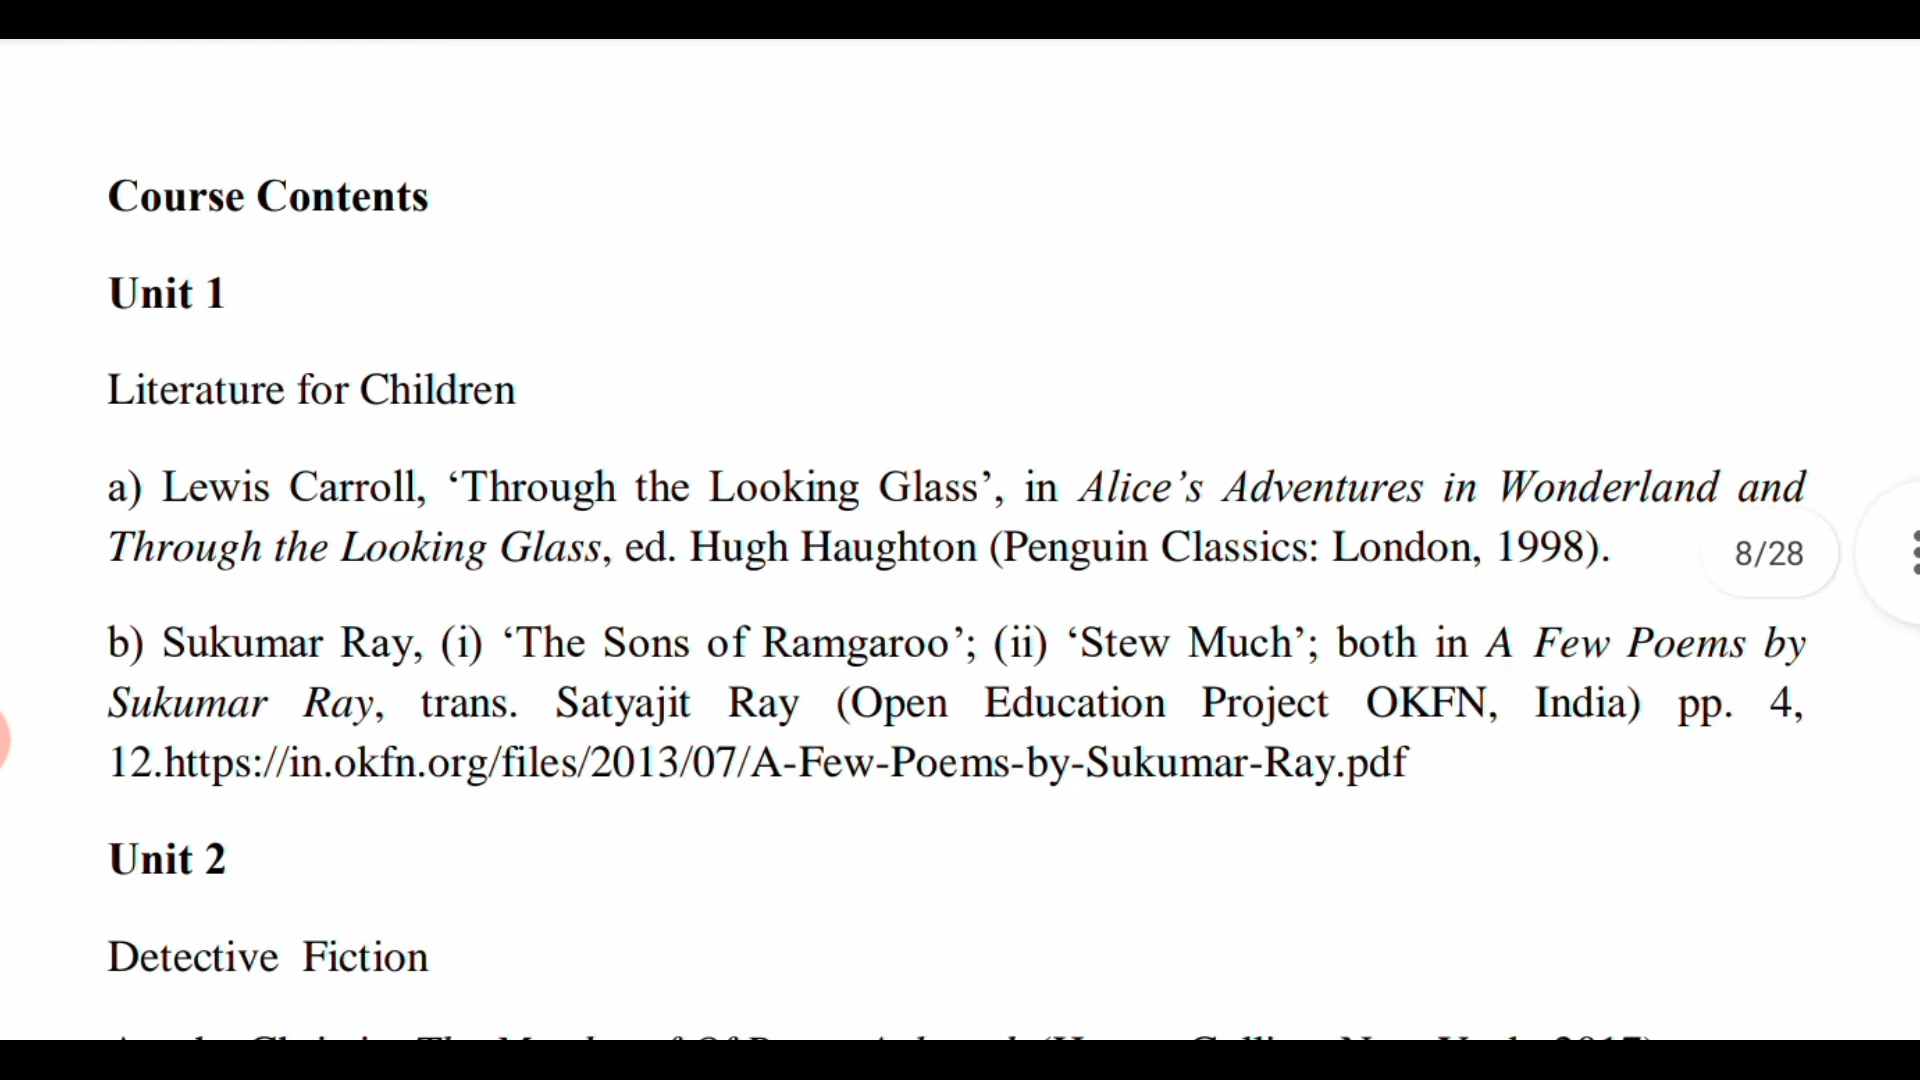 Course Contents
Unit 1
Literature for Children
a) Lewis Carroll, ‘Through the Looking Glass’, in Alice’s Adventures in Wonderland and
Through the Looking Glass, ed. Hugh Haughton (Penguin Classics: London, 1998).
8/28
b) Sukumar Ray, (i) ‘The Sons of Ramgaroo’; (ii) ‘Stew Much’; both in A Few Poems by
Sukumar Ray, trans. Satyajit Ray (Open Education Project OKFN, India) pp. 4,
12.https://in.okfn.org/files/2013/07/A-Few-Poems-by-Sukumar-Ray.pdf
Unit 2
Detective Fiction